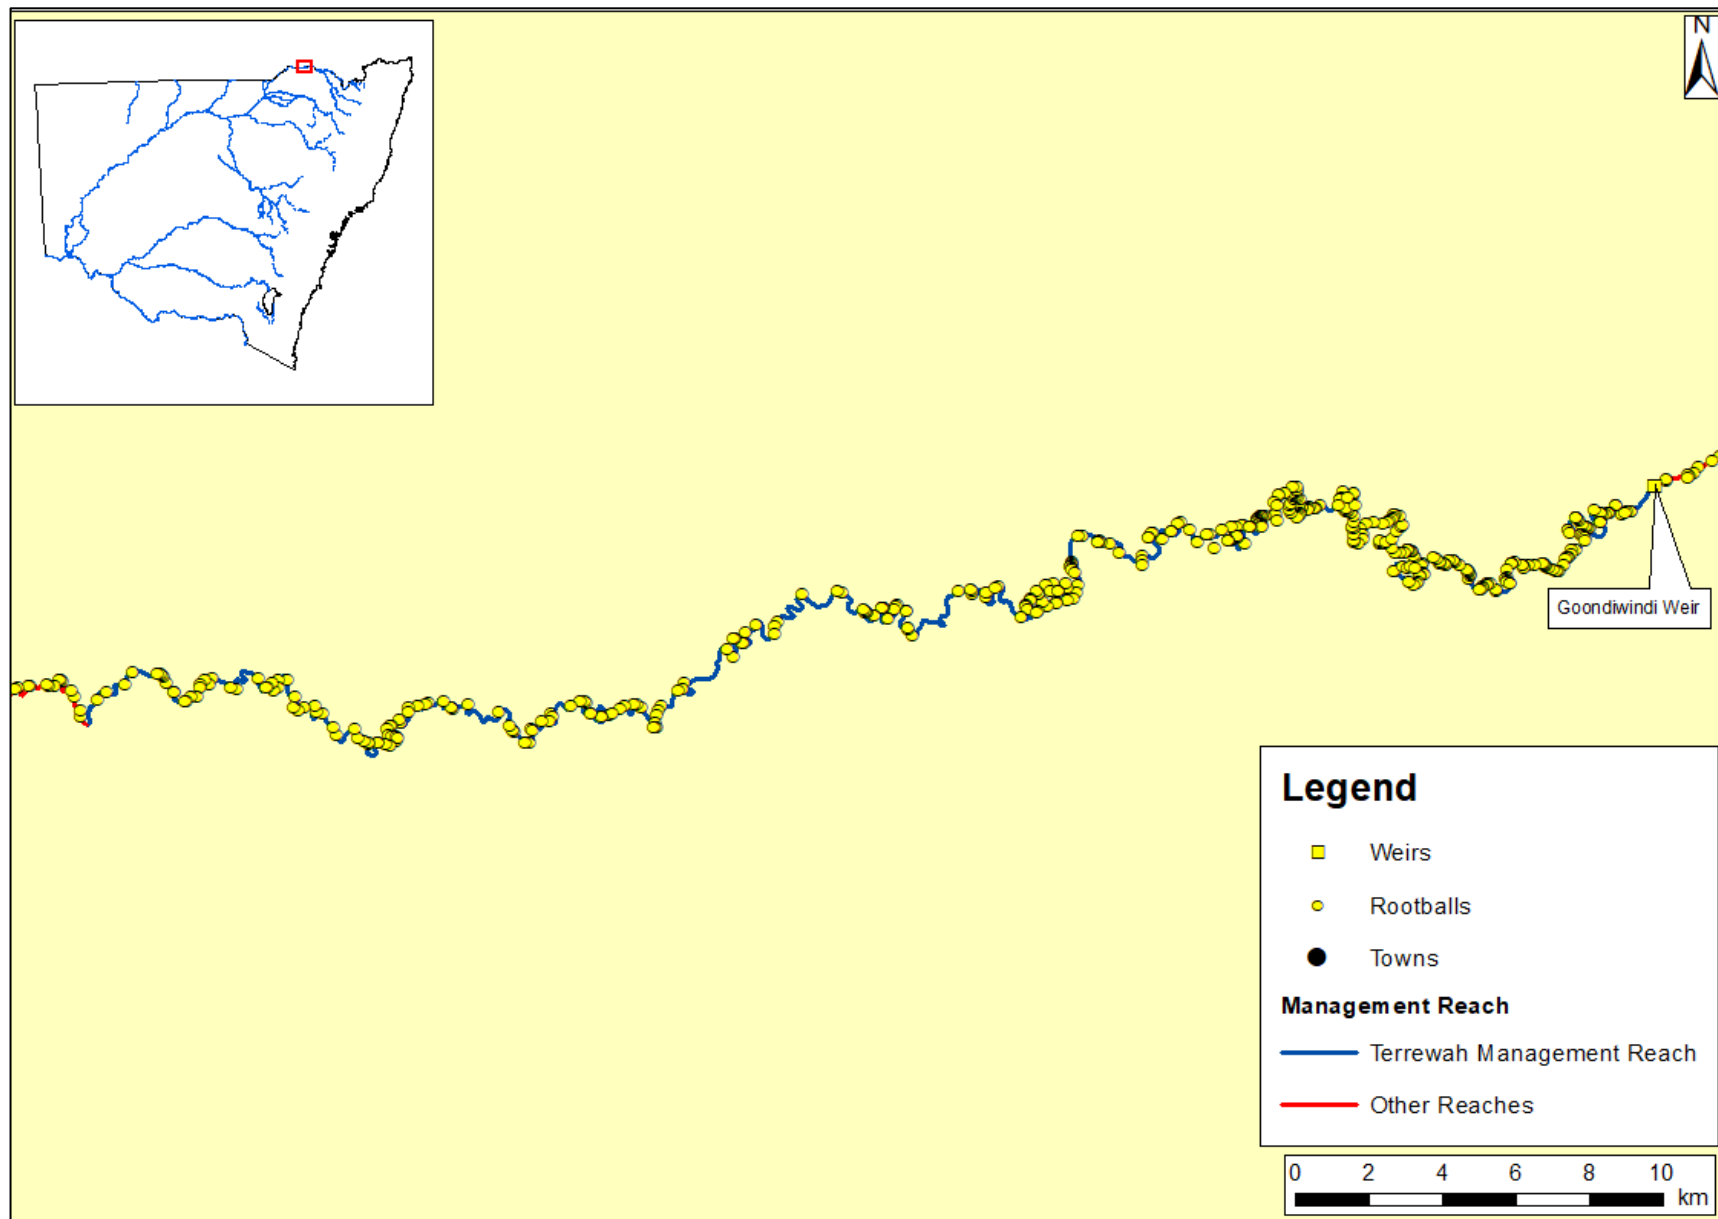 N
Goondiwindi Weir
Legend
Weirs
Rootballs
Towns
Management Reach
Terrewah Management Reach
Other Reaches
0 2 4 6 8 10
km